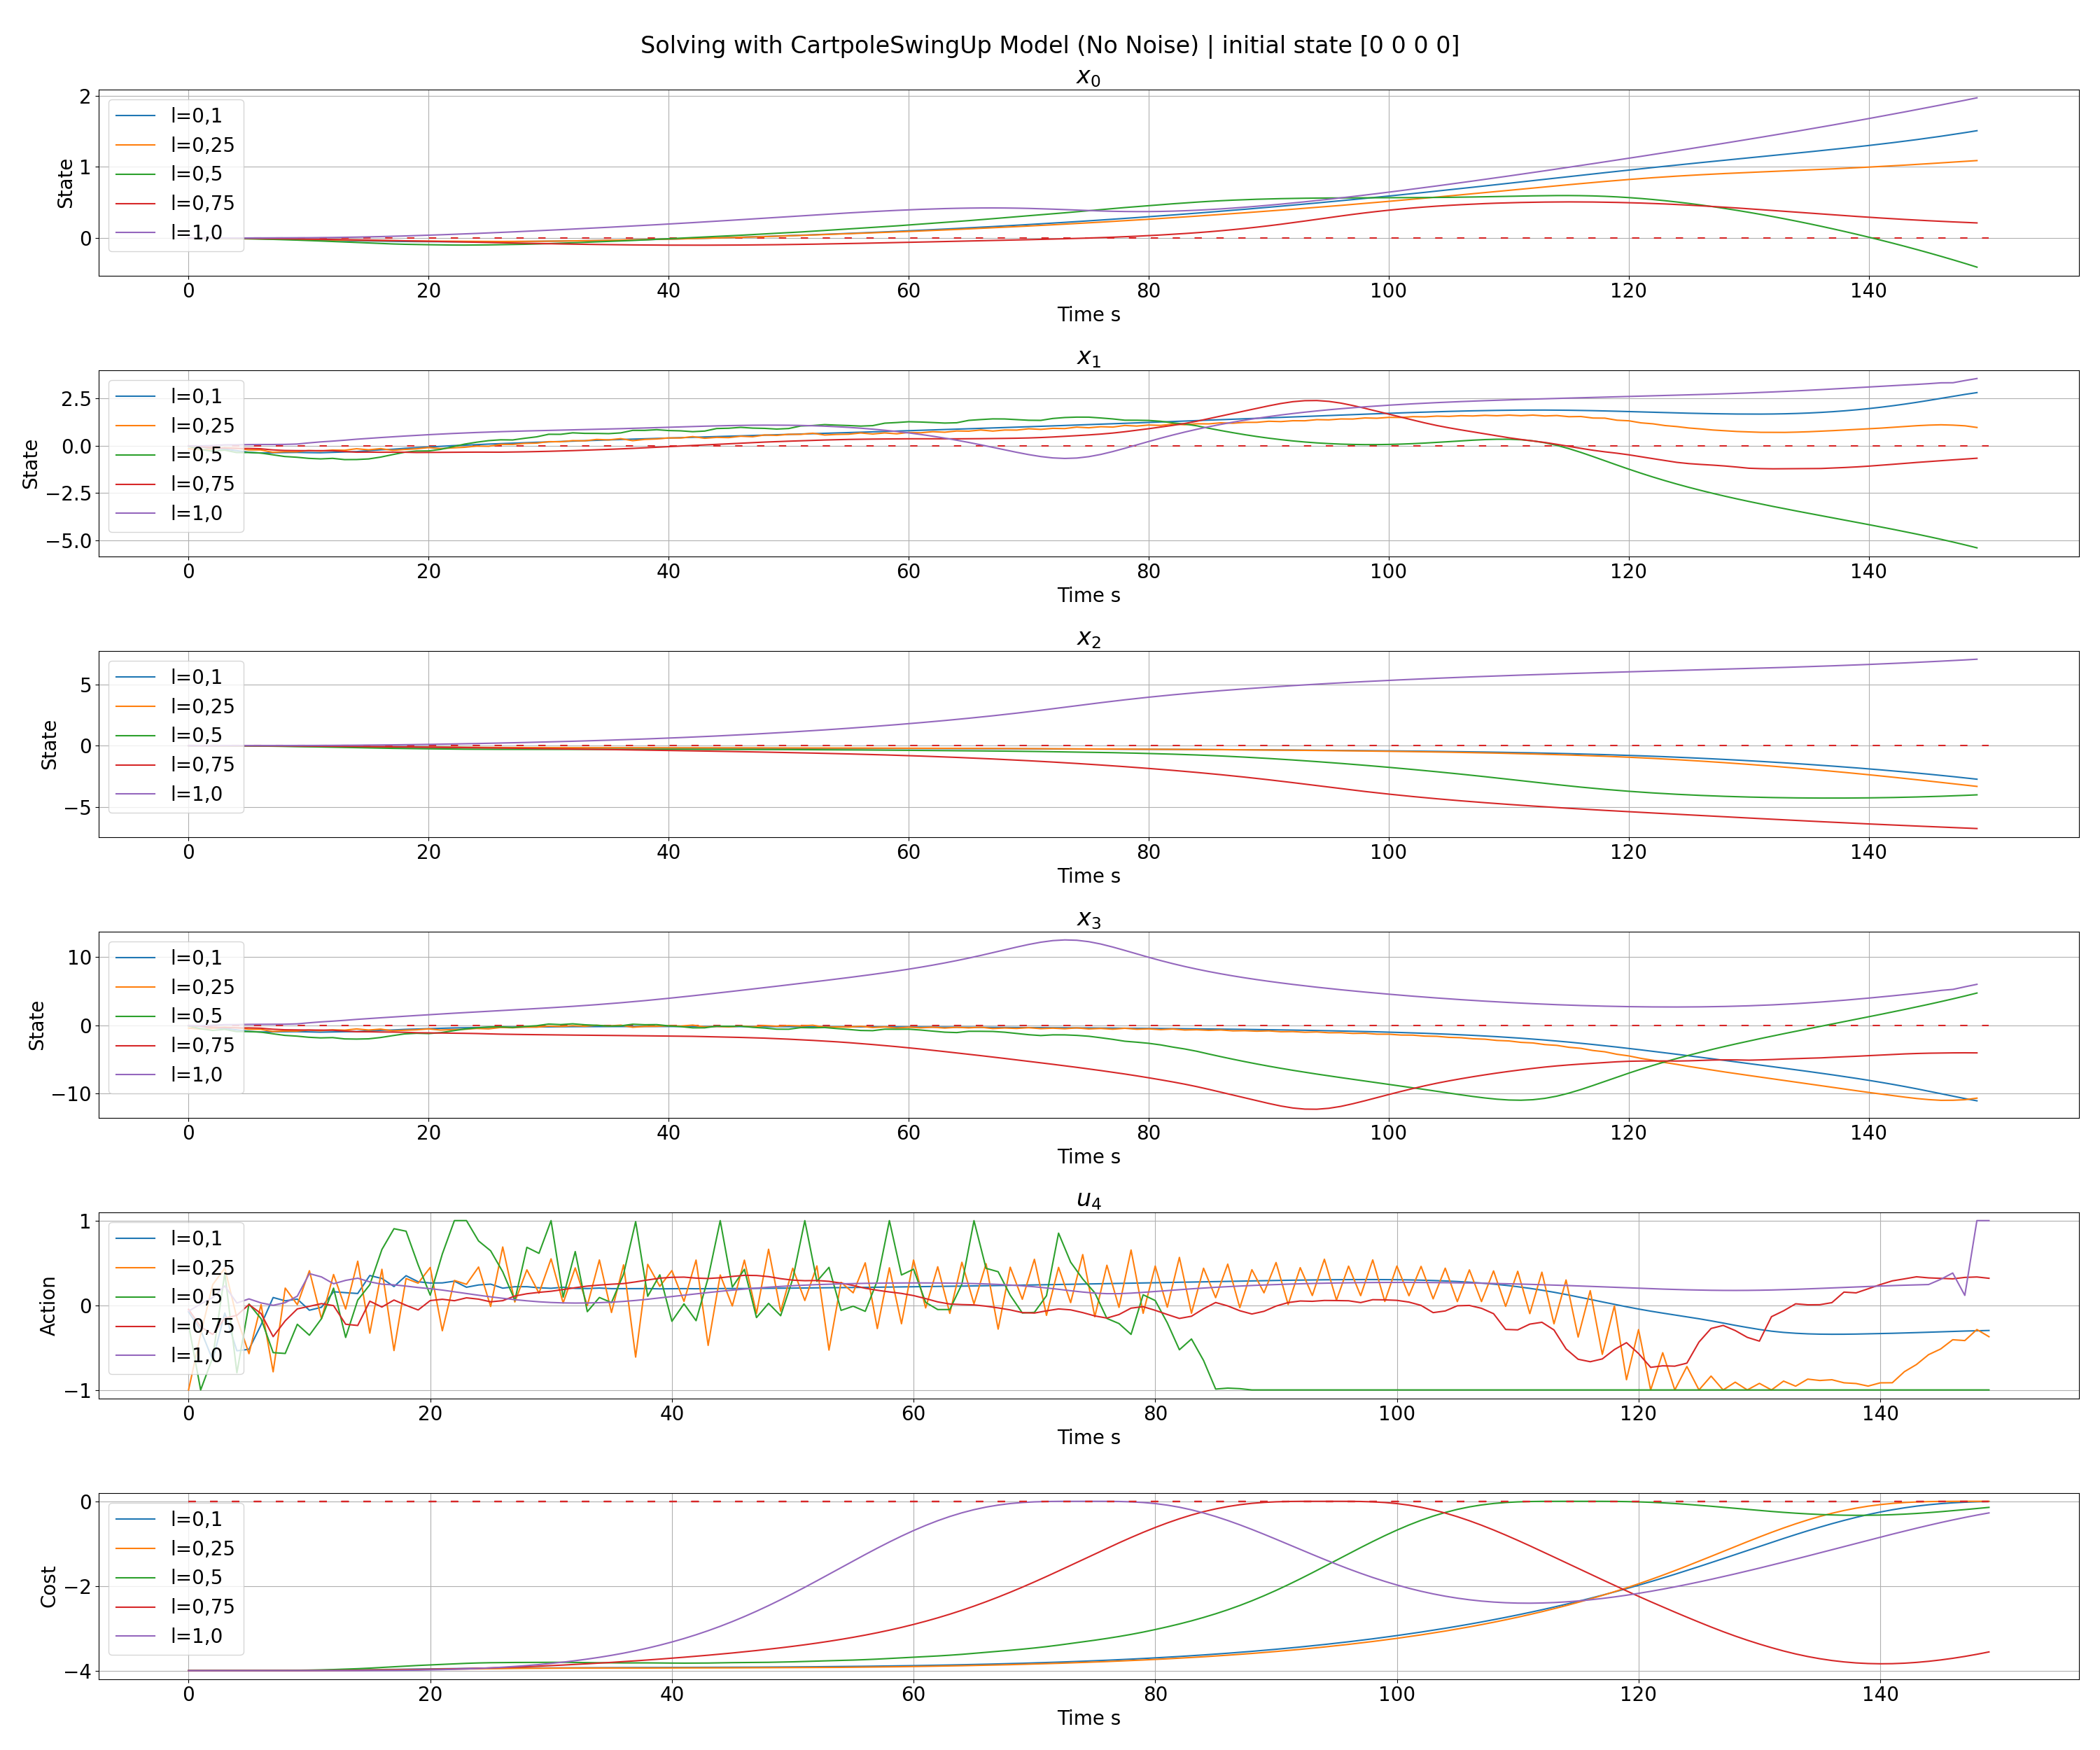 Solving with CartpoleSwingUp Model (No Noise) | initial state [0 0 0 0]
x₀
State
2
1
0
l=0,1
l=0,25
l=0,5
l=0,75
l=1,0
0 20 40 60 80 100 120 140
Time s
x₁
State
2.5
0.0
−2.5
−5.0
l=0,1
l=0,25
l=0,5
l=0,75
l=1,0
0 20 40 60 80 100 120 140
Time s
x₂
State
5
0
−5
l=0,1
l=0,25
l=0,5
l=0,75
l=1,0
0 20 40 60 80 100 120 140
Time s
x₃
State
10
0
−10
l=0,1
l=0,25
l=0,5
l=0,75
l=1,0
0 20 40 60 80 100 120 140
Time s
u₄
Action
1
0
−1
l=0,1
l=0,25
l=0,5
l=0,75
l=1,0
0 20 40 60 80 100 120 140
Time s
Cost
0
−2
−4
l=0,1
l=0,25
l=0,5
l=0,75
l=1,0
0 20 40 60 80 100 120 140
Time s